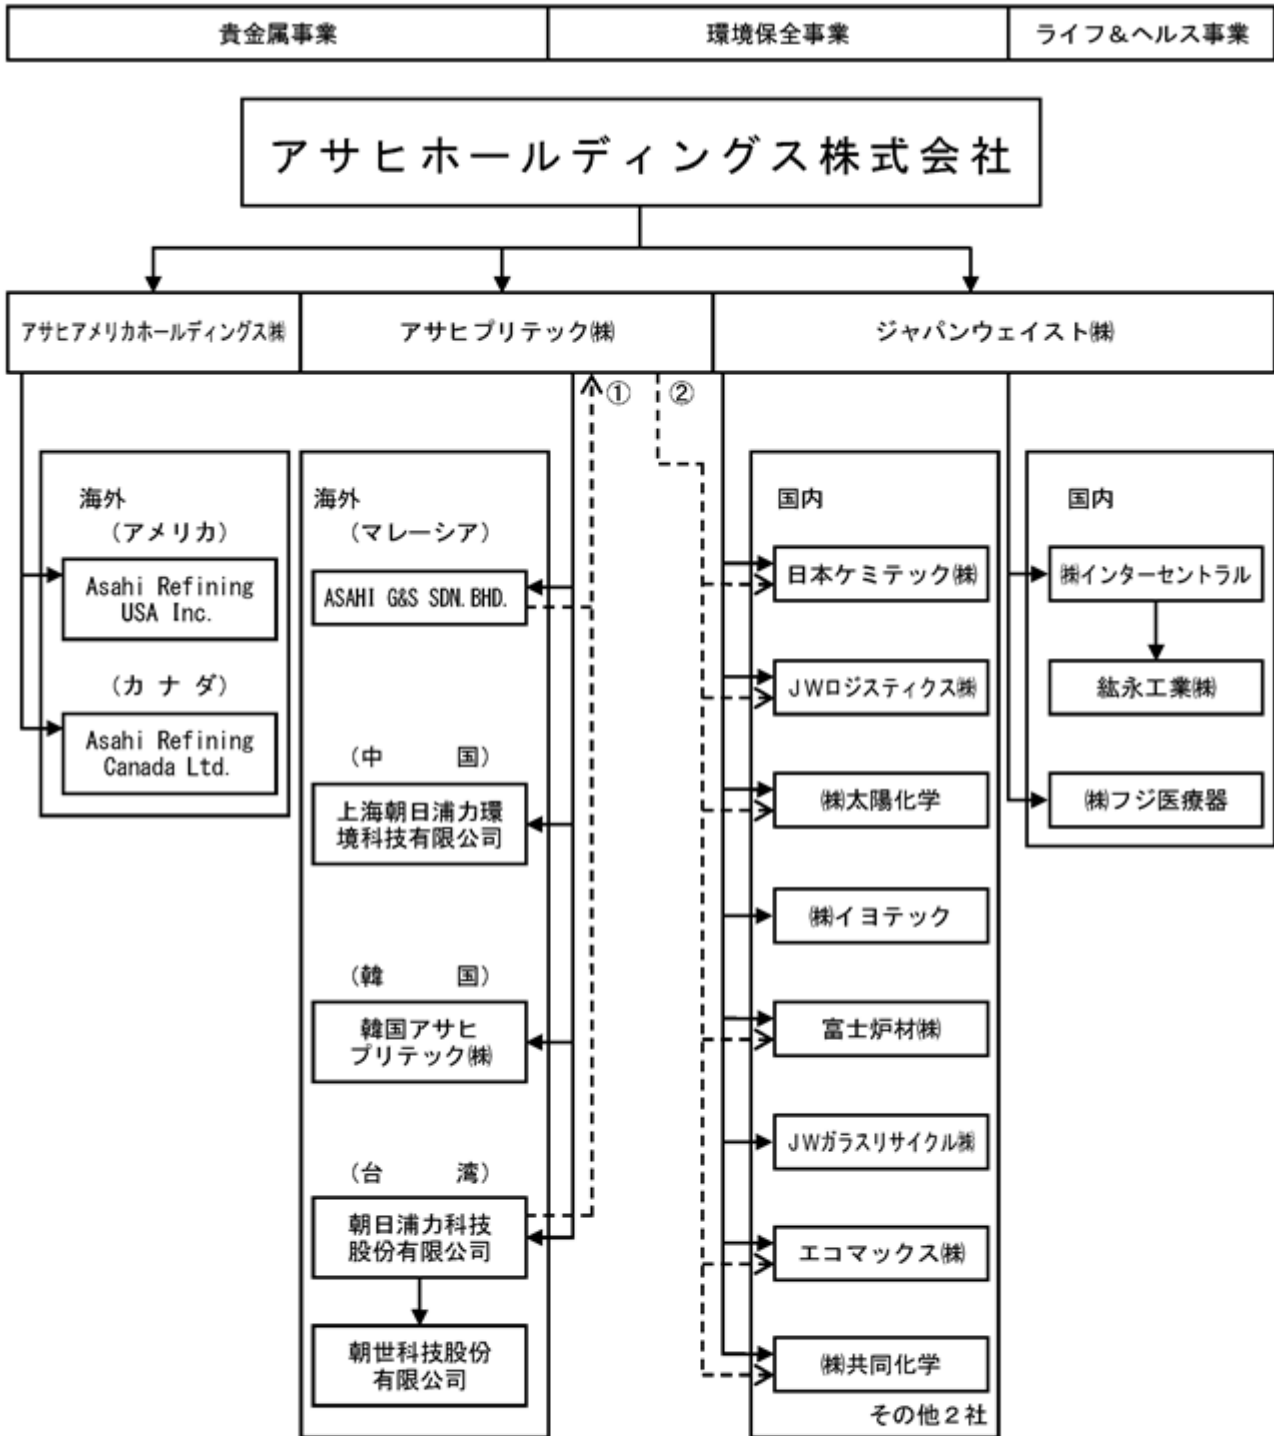 貴金属事業
環境保全事業
ライフ＆ヘルス事業
アサヒホールディングス株式会社
アサヒアメリカホールディングス㈱
アサヒプリテック㈱
ジャパンウェイスト㈱
①
②
海外
（アメリカ）
Asahi Refining
USA Inc.
（カナダ）
Asahi Refining
Canada Ltd.
海外
（マレーシア）
ASAHI G&S SDN.BHD.
（中　　国）
上海朝日浦力環
境科技有限公司
（韓　　国）
韓国アサヒ
プリテック㈱
（台　　湾）
朝日浦力科技
股份有限公司
朝世科技股份
有限公司
国内
日本ケミテック㈱
ＪＷロジスティクス㈱
㈱太陽化学
㈱イヨテック
富士炉材㈱
ＪＷガラスリサイクル㈱
エコマックス㈱
㈱共同化学
その他２社
国内
㈱インターセントラル
紘永工業㈱
㈱フジ医療器